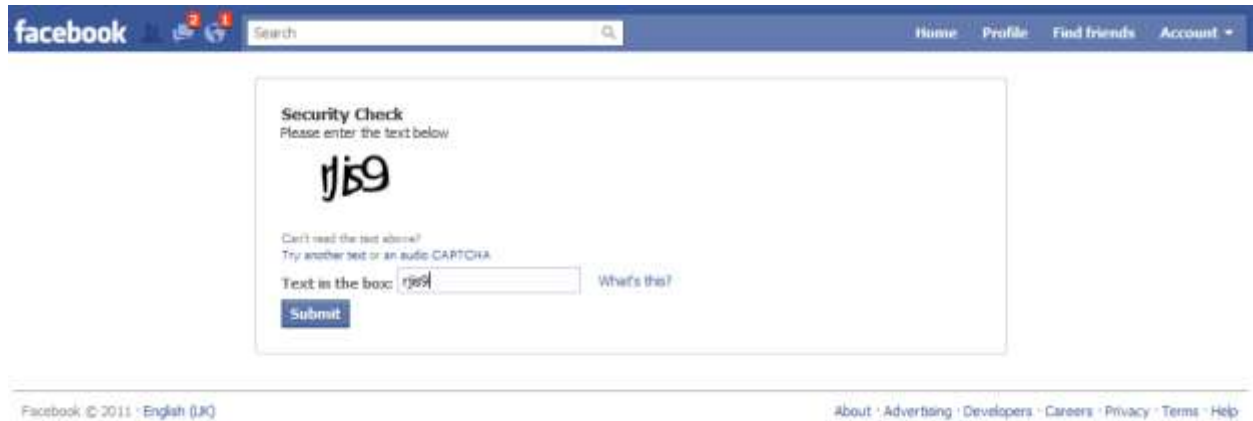 facebook 2 1 Search Home Profile Find friends Account
Security Check
Please enter the text below
Can't read the text above?
Try another text or an audio CAPTCHA
Text in the box: What's this?
Submit
Facebook © 2011 · English (UK) About · Advertising · Developers · Careers · Privacy · Terms · Help